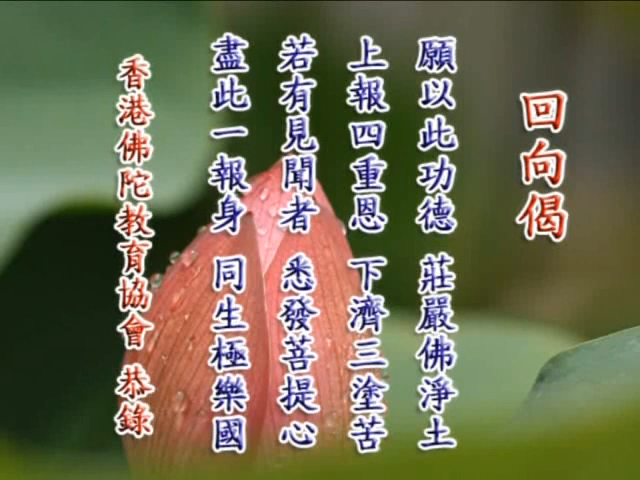 回向偈
願以此功德 莊嚴佛淨土
上報四重恩 下濟三塗苦
若有見聞者 悉發菩提心
盡此一報身 同生極樂國
香港佛陀教育協會 恭錄